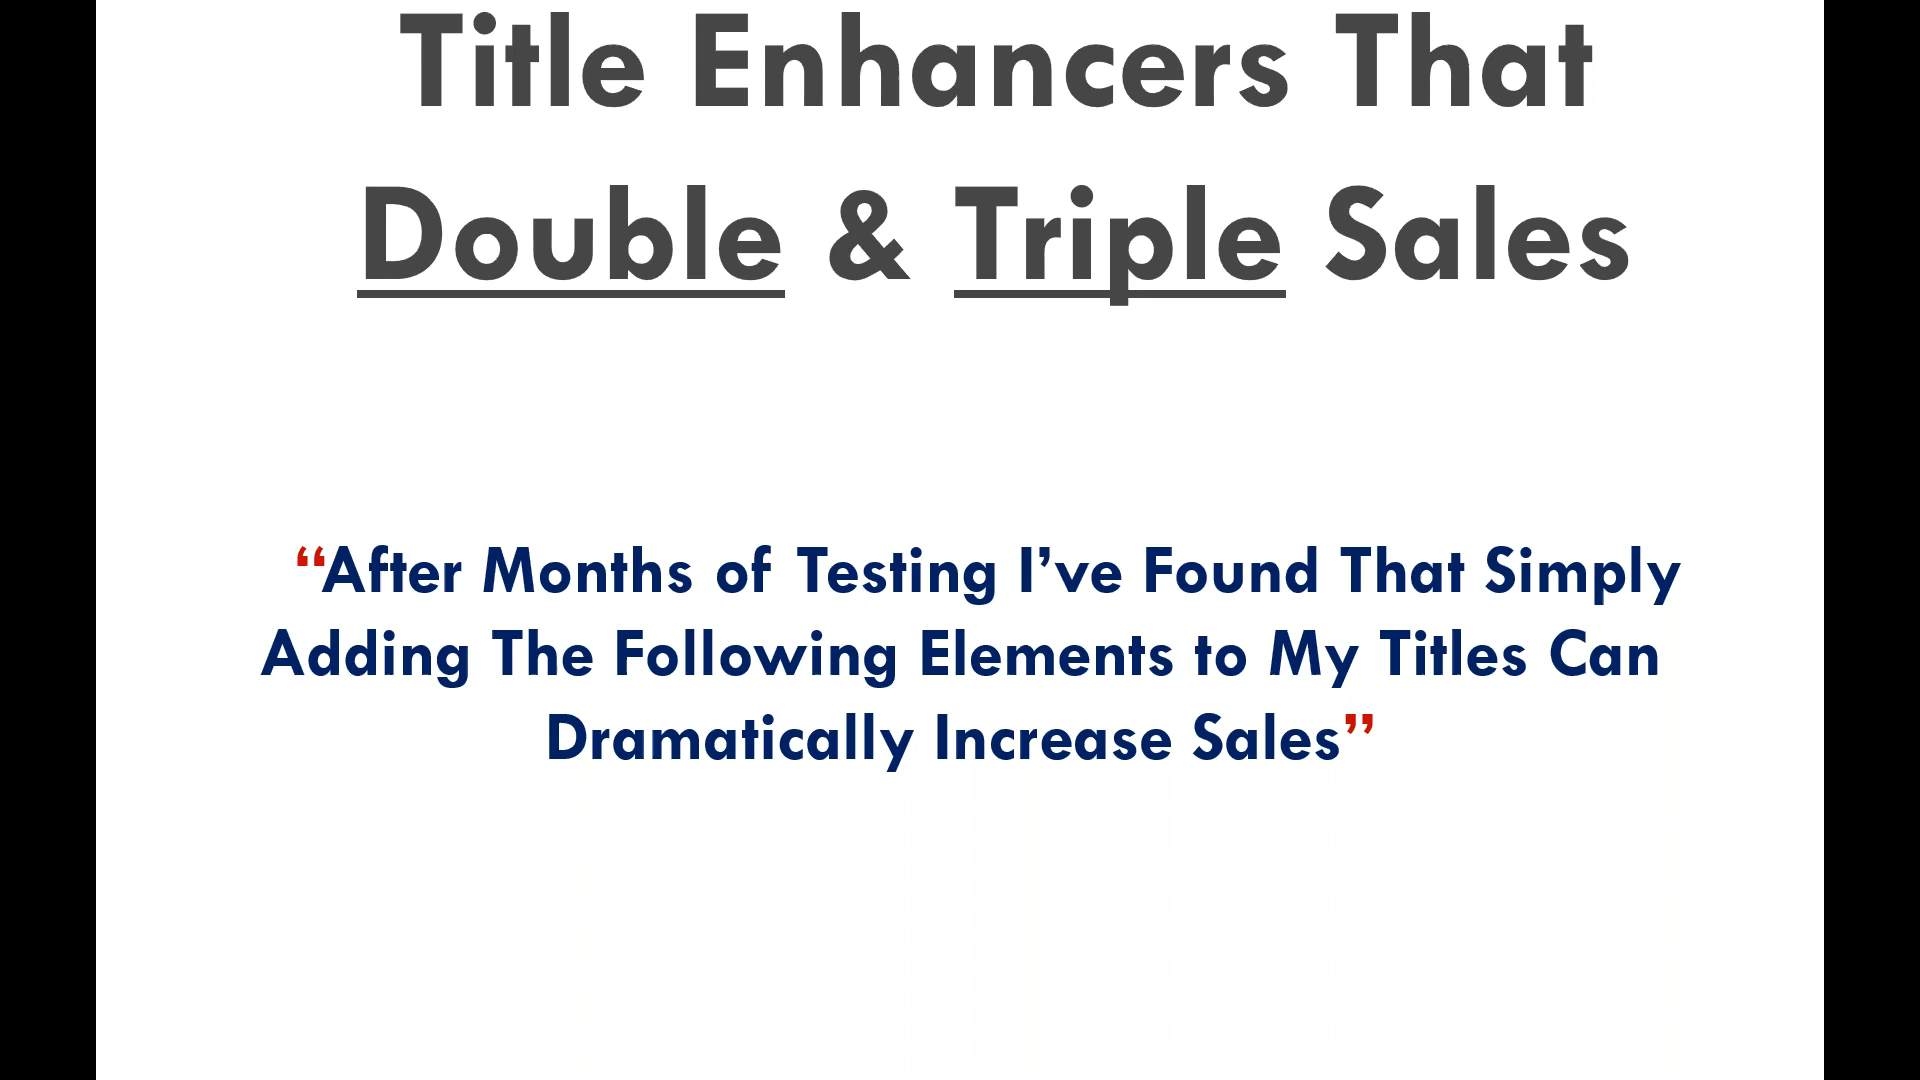 Title Enhancers That
Double & Triple Sales
“After Months of Testing I’ve Found That Simply
Adding The Following Elements to My Titles Can
Dramatically Increase Sales”